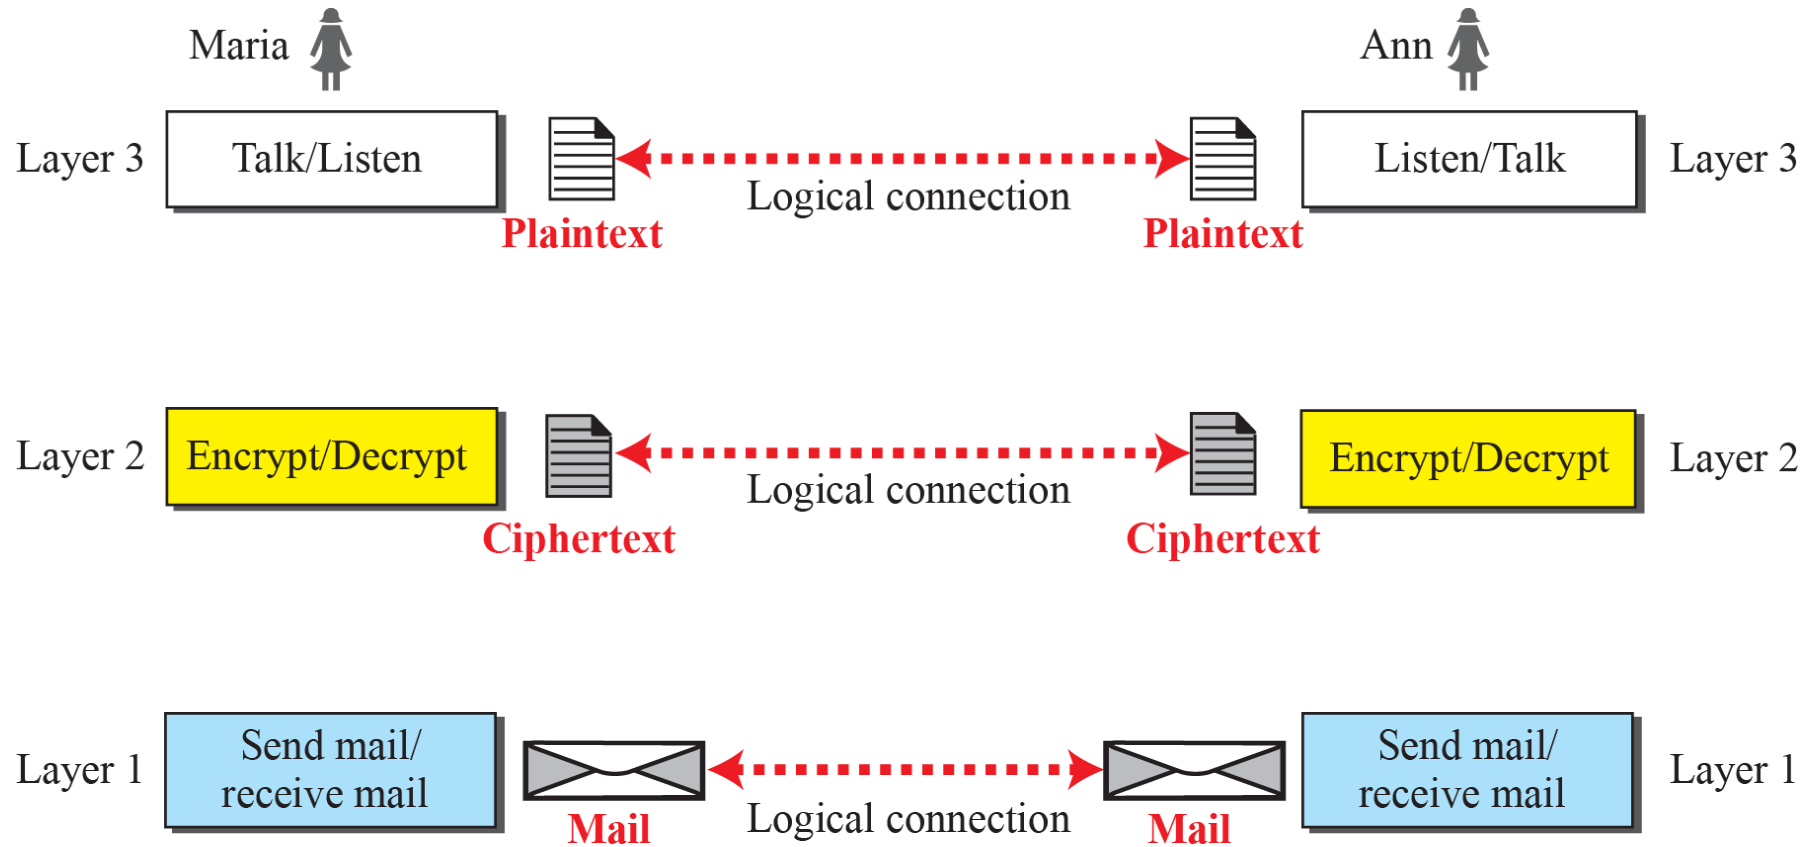 Maria
Ann
Layer 3
Talk/Listen
Plaintext
Logical connection
Plaintext
Listen/Talk
Layer 3
Layer 2
Encrypt/Decrypt
Ciphertext
Logical connection
Ciphertext
Encrypt/Decrypt
Layer 2
Layer 1
Send mail/
receive mail
Mail
Logical connection
Mail
Send mail/
receive mail
Layer 1